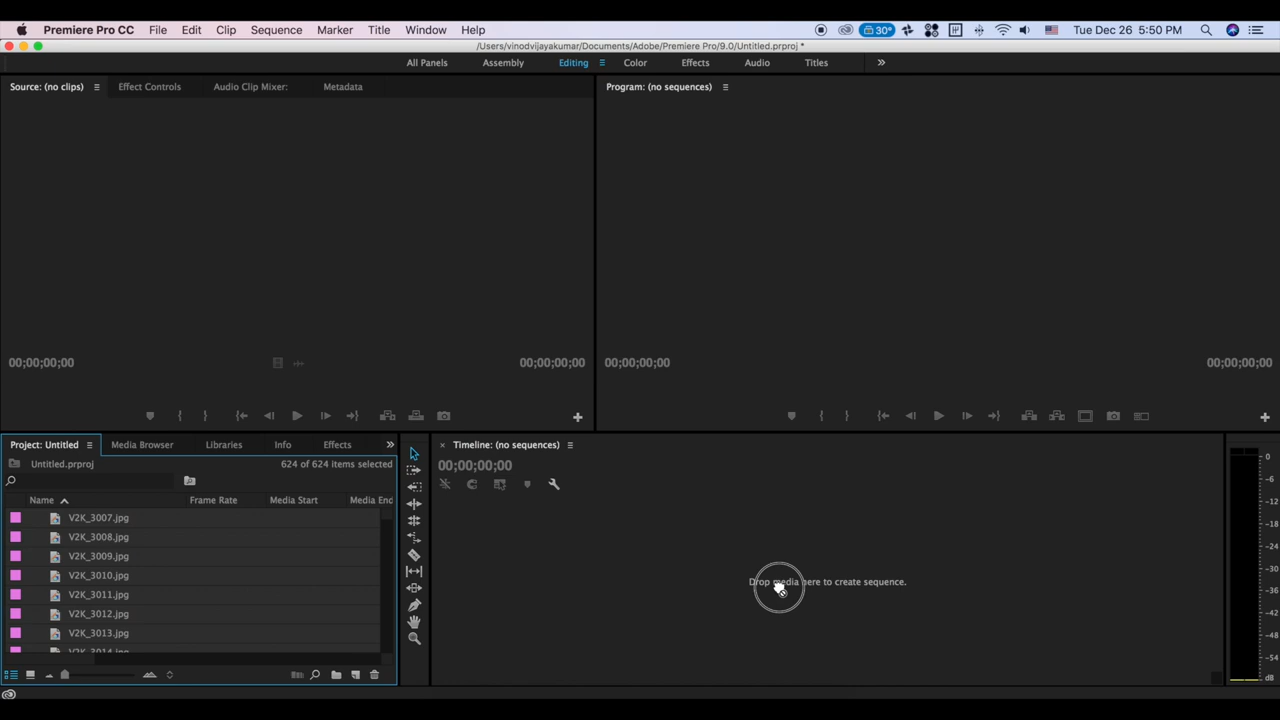 Premiere Pro CC File Edit Clip Sequence Marker Title Window Help 30° Tue Dec 26 5:50 PM
/Users/vinodvijayakumar/Documents/Adobe/Premiere Pro/9.0/Untitled.prproj *
All Panels Assembly Editing Color Effects Audio Titles
Source: (no clips) Effect Controls Audio Clip Mixer: Metadata
Program: (no sequences)
00;00;00;00 00;00;00;00
00;00;00;00 00;00;00;00
Project: Untitled Media Browser Libraries Info Effects
Untitled.prproj 624 of 624 items selected
Name Frame Rate Media Start Media End
V2K_3007.jpg
V2K_3008.jpg
V2K_3009.jpg
V2K_3010.jpg
V2K_3011.jpg
V2K_3012.jpg
V2K_3013.jpg
V2K_3014.jpg
× Timeline: (no sequences)
00;00;00;00
Drop media here to create sequence.
0
-6
-12
-18
-24
-30
-36
-42
-48
-54
dB